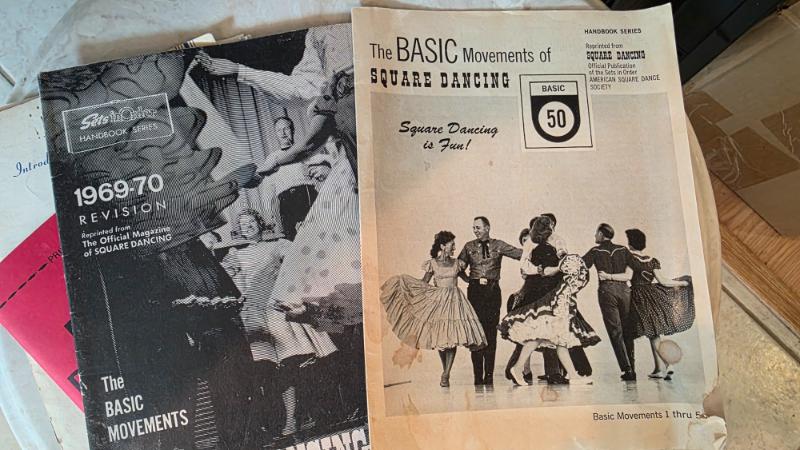 Sets in Order
HANDBOOK SERIES
1969-70
REVISION
Reprinted from
The Official Magazine
of SQUARE DANCING
The
BASIC
MOVEMENTS
The BASIC Movements of
SQUARE DANCING
HANDBOOK SERIES
Reprinted from
SQUARE DANCING
Official Publication
of the Sets in Order
AMERICAN SQUARE DANCE
SOCIETY
BASIC
50
Square Dancing
is Fun!
Basic Movements 1 thru